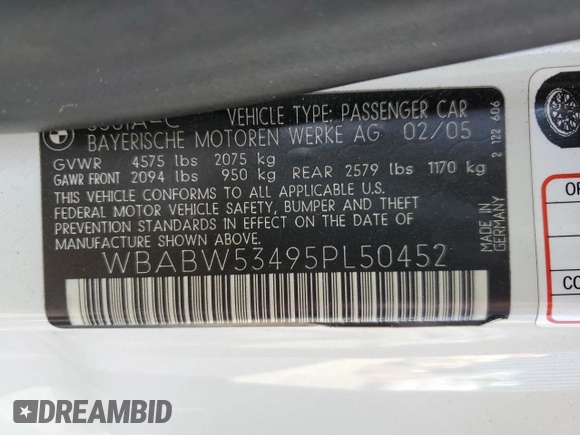 VEHICLE TYPE: PASSENGER CAR
BAYERISCHE MOTOREN WERKE AG 02/05
GVWR 4575 lbs 2075 kg
GAWR FRONT 2094 lbs 950 kg REAR 2579 lbs 1170 kg
THIS VEHICLE CONFORMS TO ALL APPLICABLE U.S.
FEDERAL MOTOR VEHICLE SAFETY, BUMPER AND THEFT
PREVENTION STANDARDS IN EFFECT ON THE DATE OF
MANUFACTURE SHOWN ABOVE.
WBABW53495PL50452
MADE IN
GERMANY
2 122 606
DREAMBID